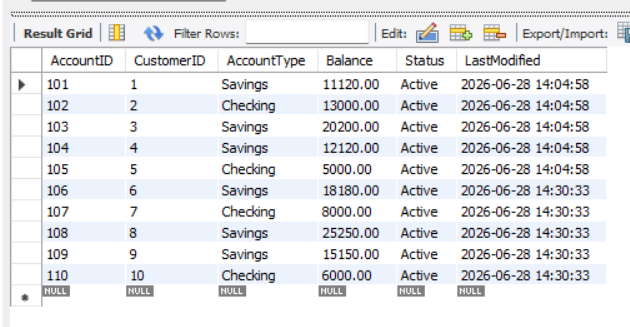 Result Grid Filter Rows: Edit: Export/Import:
AccountID CustomerID AccountType Balance Status LastModified
101 1 Savings 11120.00 Active 2026-06-28 14:04:58
102 2 Checking 13000.00 Active 2026-06-28 14:04:58
103 3 Savings 20200.00 Active 2026-06-28 14:04:58
104 4 Savings 12120.00 Active 2026-06-28 14:04:58
105 5 Checking 5000.00 Active 2026-06-28 14:04:58
106 6 Savings 18180.00 Active 2026-06-28 14:30:33
107 7 Checking 8000.00 Active 2026-06-28 14:30:33
108 8 Savings 25250.00 Active 2026-06-28 14:30:33
109 9 Savings 15150.00 Active 2026-06-28 14:30:33
110 10 Checking 6000.00 Active 2026-06-28 14:30:33
NULL NULL NULL NULL NULL NULL